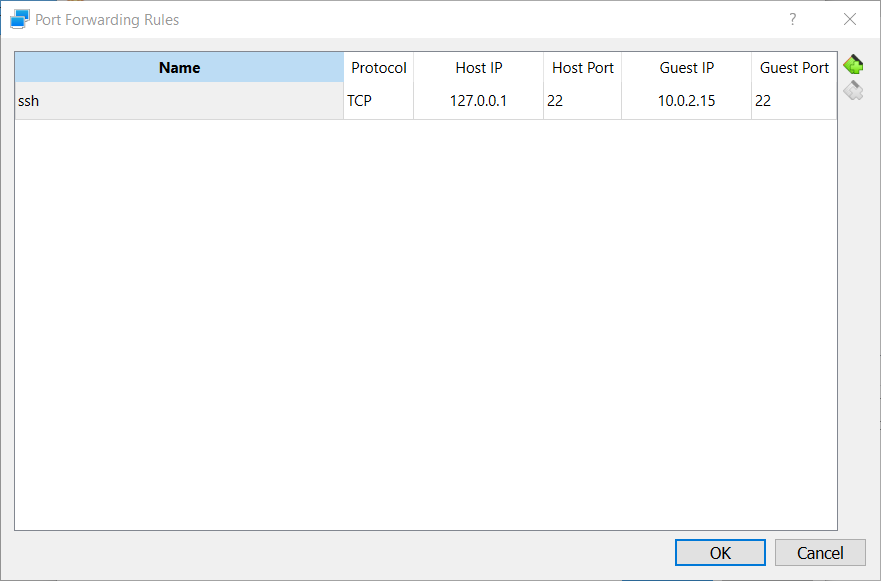 Port Forwarding Rules ?
Name Protocol Host IP Host Port Guest IP Guest Port
ssh TCP 127.0.0.1 22 10.0.2.15 22
OK Cancel